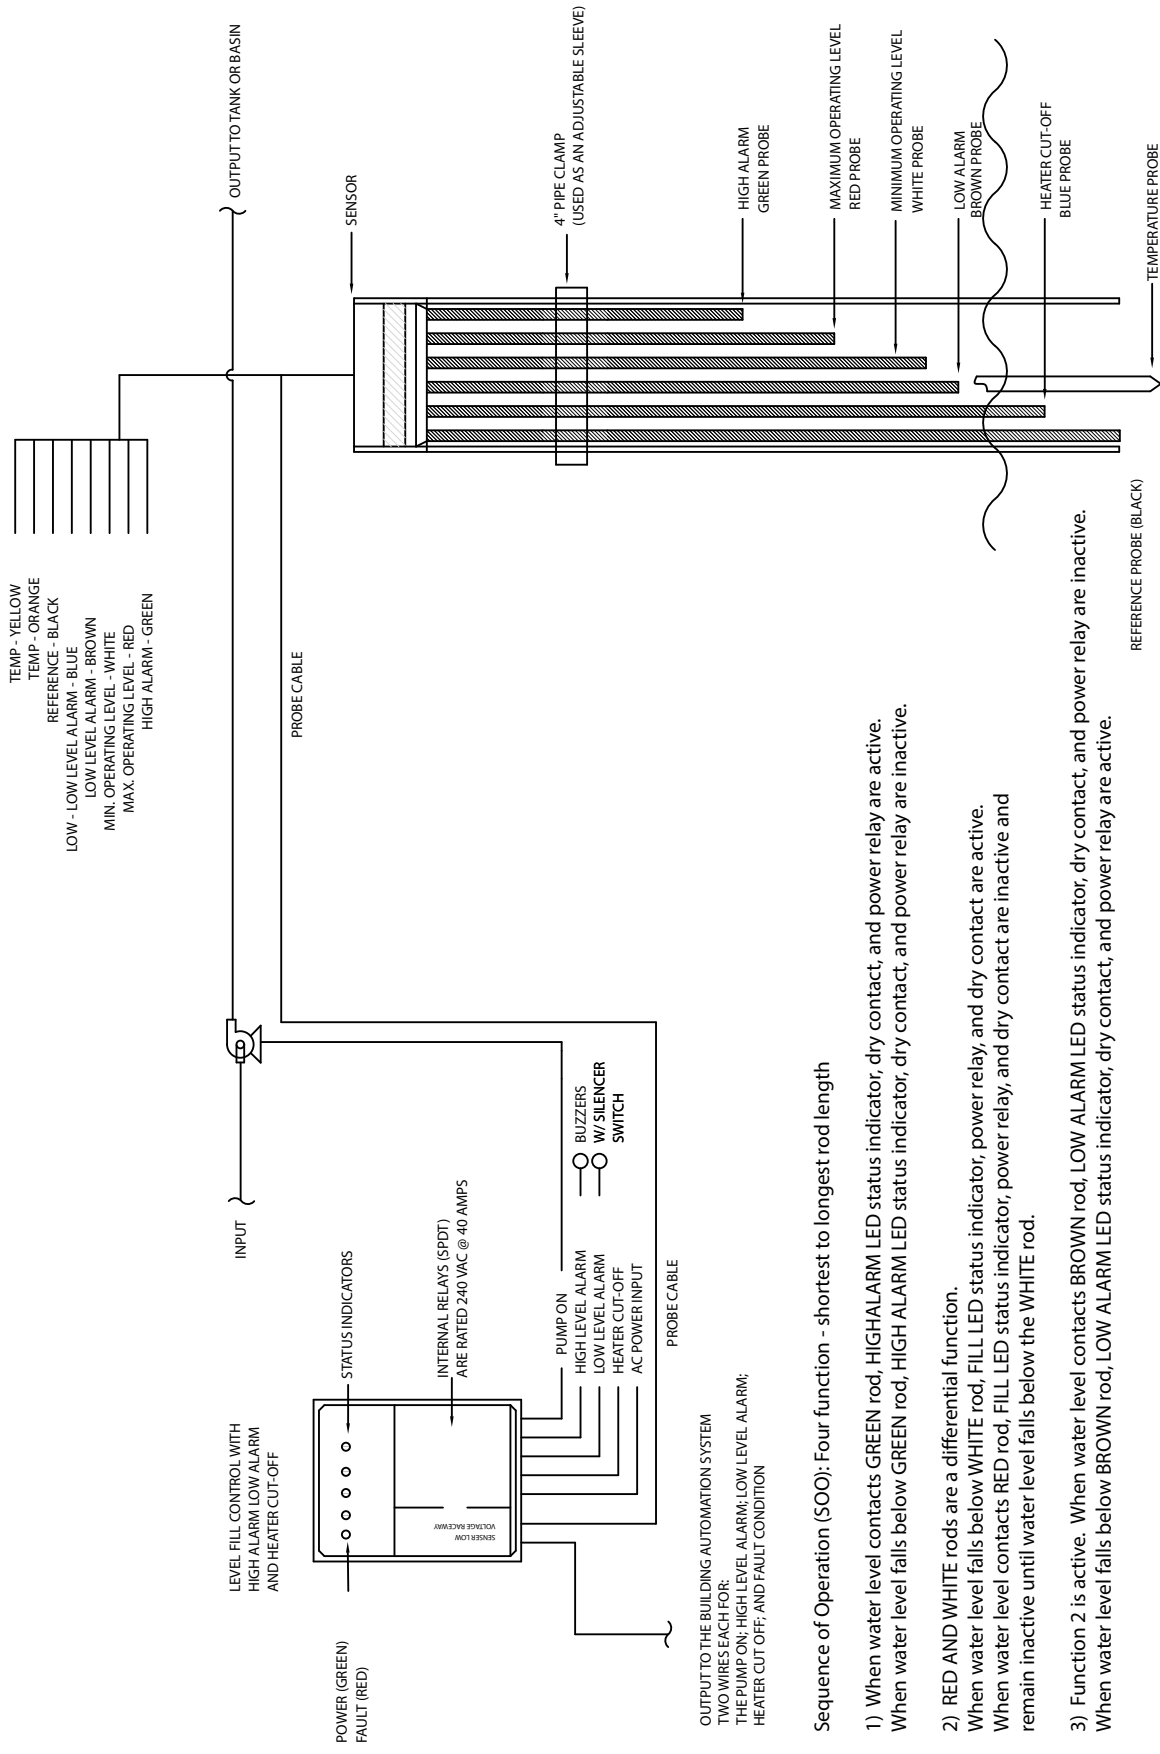 TEMP - YELLOW
TEMP - ORANGE
REFERENCE - BLACK
LOW - LOW LEVEL ALARM - BLUE
LOW LEVEL ALARM - BROWN
MIN. OPERATING LEVEL - WHITE
MAX. OPERATING LEVEL - RED
HIGH ALARM - GREEN
OUTPUT TO TANK OR BASIN
INPUT
PROBE CABLE
SENSOR
4" PIPE CLAMP
(USED AS AN ADJUSTABLE SLEEVE)
HIGH ALARM
GREEN PROBE
MAXIMUM OPERATING LEVEL
RED PROBE
MINIMUM OPERATING LEVEL
WHITE PROBE
LOW ALARM
BROWN PROBE
HEATER CUT-OFF
BLUE PROBE
TEMPERATURE PROBE
REFERENCE PROBE (BLACK)
LEVEL FILL CONTROL WITH
HIGH ALARM LOW ALARM
AND HEATER CUT-OFF
POWER (GREEN)
FAULT (RED)
STATUS INDICATORS
INTERNAL RELAYS (SPDT)
ARE RATED 240 VAC @ 40 AMPS
SENSER LOW
VOLTAGE RACEWAY
PUMP ON
HIGH LEVEL ALARM
LOW LEVEL ALARM
HEATER CUT-OFF
AC POWER INPUT
BUZZERS
W/ SILENCER
SWITCH
PROBE CABLE
OUTPUT TO THE BUILDING AUTOMATION SYSTEM
TWO WIRES EACH FOR:
THE PUMP ON; HIGH LEVEL ALARM; LOW LEVEL ALARM;
HEATER CUT OFF; AND FAULT CONDITION
Sequence of Operation (SOO): Four function - shortest to longest rod length
1) When water level contacts GREEN rod, HIGHALARM LED status indicator, dry contact, and power relay are active.
When water level falls below GREEN rod, HIGH ALARM LED status indicator, dry contact, and power relay are inactive.
2) RED AND WHITE rods are a differential function.
When water level falls below WHITE rod, FILL LED status indicator, power relay, and dry contact are active.
When water level contacts RED rod, FILL LED status indicator, power relay, and dry contact are inactive and
remain inactive until water level falls below the WHITE rod.
3) Function 2 is active. When water level contacts BROWN rod, LOW ALARM LED status indicator, dry contact, and power relay are inactive.
When water level falls below BROWN rod, LOW ALARM LED status indicator, dry contact, and power relay are active.